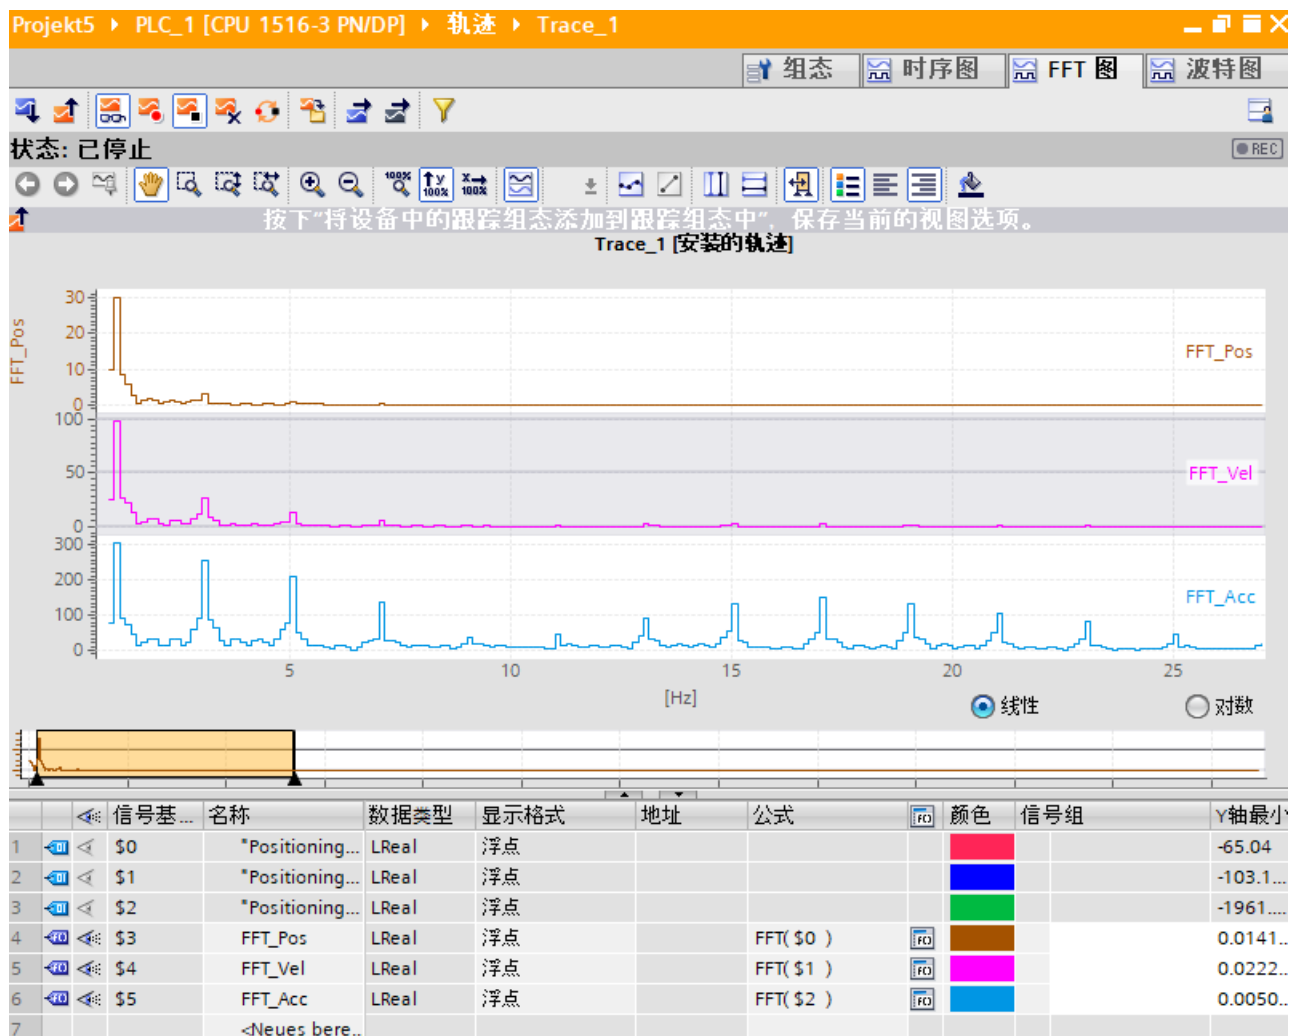 Projekt5 ▸ PLC_1 [CPU 1516-3 PN/DP] ▸ 轨迹 ▸ Trace_1
组态 时序图 FFT 图 波特图
状态: 已停止 REC
100% Y 100% X 100%
按下"将设备中的跟踪组态添加到跟踪组态中"，保存当前的视图选项。
Trace_1 [安装的轨迹]
FFT_Pos
30
20
10
0
FFT_Pos
100
50
0
FFT_Vel
300
200
100
0
FFT_Acc
5 10 15 20 25
[Hz]
线性 对数
信号基... 名称 数据类型 显示格式 地址 公式 颜色 信号组 Y轴最小
1 $0 "Positioning... LReal 浮点 -65.04
2 $1 "Positioning... LReal 浮点 -103.1...
3 $2 "Positioning... LReal 浮点 -1961....
4 $3 FFT_Pos LReal 浮点 FFT( $0 ) 0.0141..
5 $4 FFT_Vel LReal 浮点 FFT( $1 ) 0.0222..
6 $5 FFT_Acc LReal 浮点 FFT( $2 ) 0.0050..
7 <Neues bere..